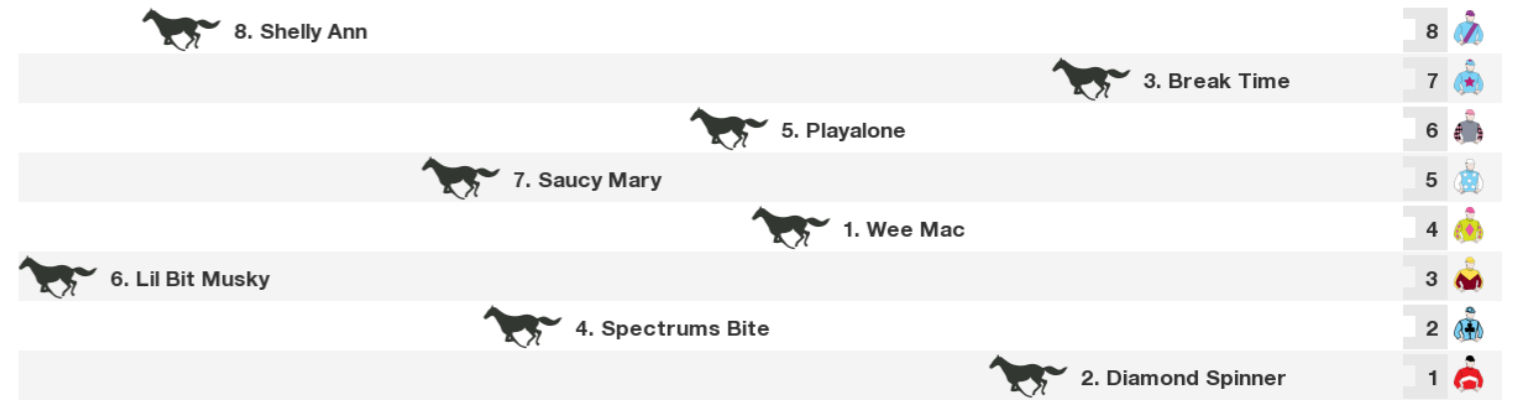 8. Shelly Ann 8
3. Break Time 7
5. Playalone 6
7. Saucy Mary 5
1. Wee Mac 4
6. Lil Bit Musky 3
4. Spectrums Bite 2
2. Diamond Spinner 1